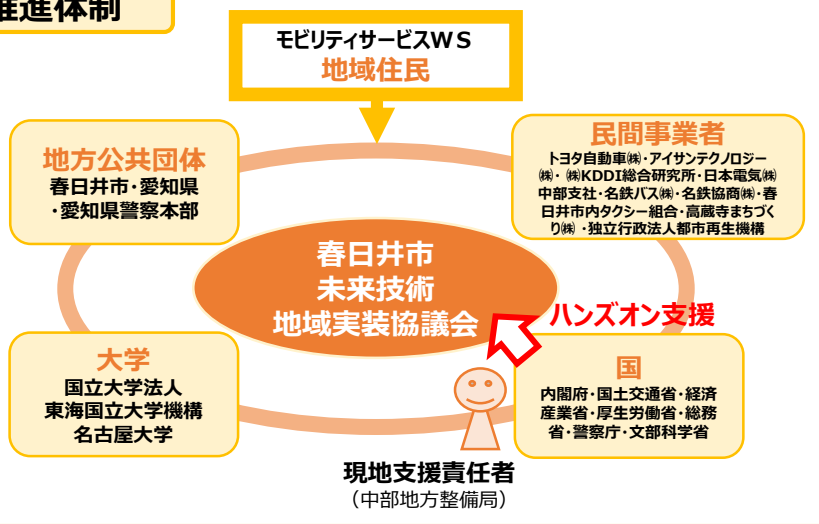 推進体制
モビリティサービスWS
地域住民
地方公共団体
春日井市・愛知県
・愛知県警察本部
民間事業者
トヨタ自動車㈱・アイサンテクノロジー
㈱・ ㈱KDDI総合研究所・日本電気㈱
中部支社・名鉄バス㈱・名鉄協商㈱・春
日井市内タクシー組合・高蔵寺まちづく
り㈱ ・独立行政法人都市再生機構
春日井市
未来技術
地域実装協議会
ハンズオン支援
大学
国立大学法人
東海国立大学機構
名古屋大学
国
内閣府・国土交通省・経済
産業省・厚生労働省・総務
省・警察庁・文部科学省
現地支援責任者
（中部地方整備局）